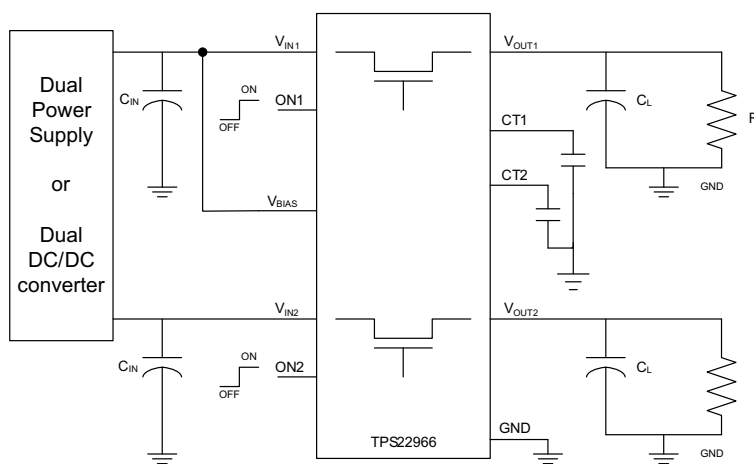 Dual
Power
Supply
or
Dual
DC/DC
converter
CIN
VIN1
ON
OFF
ON1
VBIAS
VOUT1
CT1
CT2
CL
GND
CIN
VIN2
ON
OFF
ON2
VOUT2
GND
TPS22966
CL
GND